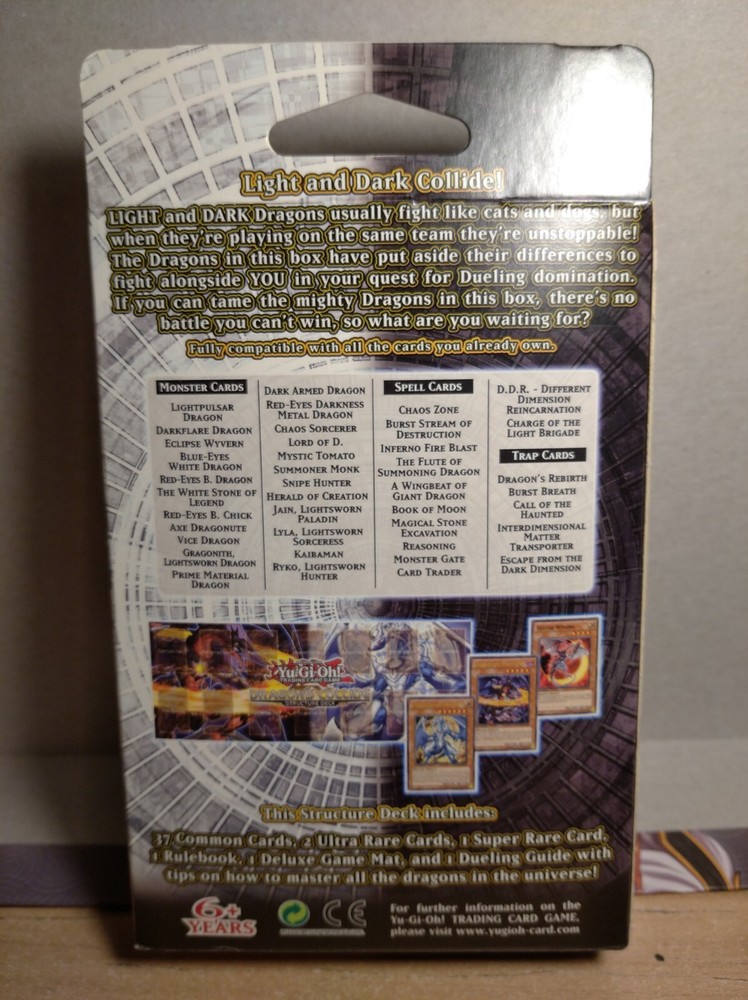 Light and Dark Collide!
LIGHT and DARK Dragons usually fight like cats and dogs, but
when they're playing on the same team they're unstoppable!
The Dragons in this box have put aside their differences to
fight alongside YOU in your quest for Dueling domination.
If you can tame the mighty Dragons in this box, there's no
battle you can't win, so what are you waiting for?
Fully compatible with all the cards you already own.
MONSTER CARDS
LIGHTPULSAR
DRAGON
DARKFLARE DRAGON
ECLIPSE WYVERN
BLUE-EYES
WHITE DRAGON
RED-EYES B. DRAGON
THE WHITE STONE OF
LEGEND
RED-EYES B. CHICK
AXE DRAGONUTE
VICE DRAGON
GRAGONITH,
LIGHTSWORN DRAGON
PRIME MATERIAL
DRAGON
DARK ARMED DRAGON
RED-EYES DARKNESS
METAL DRAGON
CHAOS SORCERER
LORD OF D.
MYSTIC TOMATO
SUMMONER MONK
SNIPE HUNTER
HERALD OF CREATION
JAIN, LIGHTSWORN
PALADIN
LYLA, LIGHTSWORN
SORCERESS
KAIBAMAN
RYKO, LIGHTSWORN
HUNTER
SPELL CARDS
CHAOS ZONE
BURST STREAM OF
DESTRUCTION
INFERNO FIRE BLAST
THE FLUTE OF
SUMMONING DRAGON
A WINGBEAT OF
GIANT DRAGON
BOOK OF MOON
MAGICAL STONE
EXCAVATION
REASONING
MONSTER GATE
CARD TRADER
D.D.R. - DIFFERENT
DIMENSION
REINCARNATION
CHARGE OF THE
LIGHT BRIGADE
TRAP CARDS
DRAGON'S REBIRTH
BURST BREATH
CALL OF THE
HAUNTED
INTERDIMENSIONAL
MATTER
TRANSPORTER
ESCAPE FROM THE
DARK DIMENSION
Yu-Gi-Oh!
TRADING CARD GAME
DRAGONS COLLIDE
STRUCTURE DECK
This Structure Deck includes:
37 Common Cards, 2 Ultra Rare Cards, 1 Super Rare Card,
1 Rulebook, 1 Deluxe Game Mat, and 1 Dueling Guide with
tips on how to master all the dragons in the universe!
6+
YEARS
CE
For further information on the
Yu-Gi-Oh! TRADING CARD GAME,
please visit www.yugioh-card.com